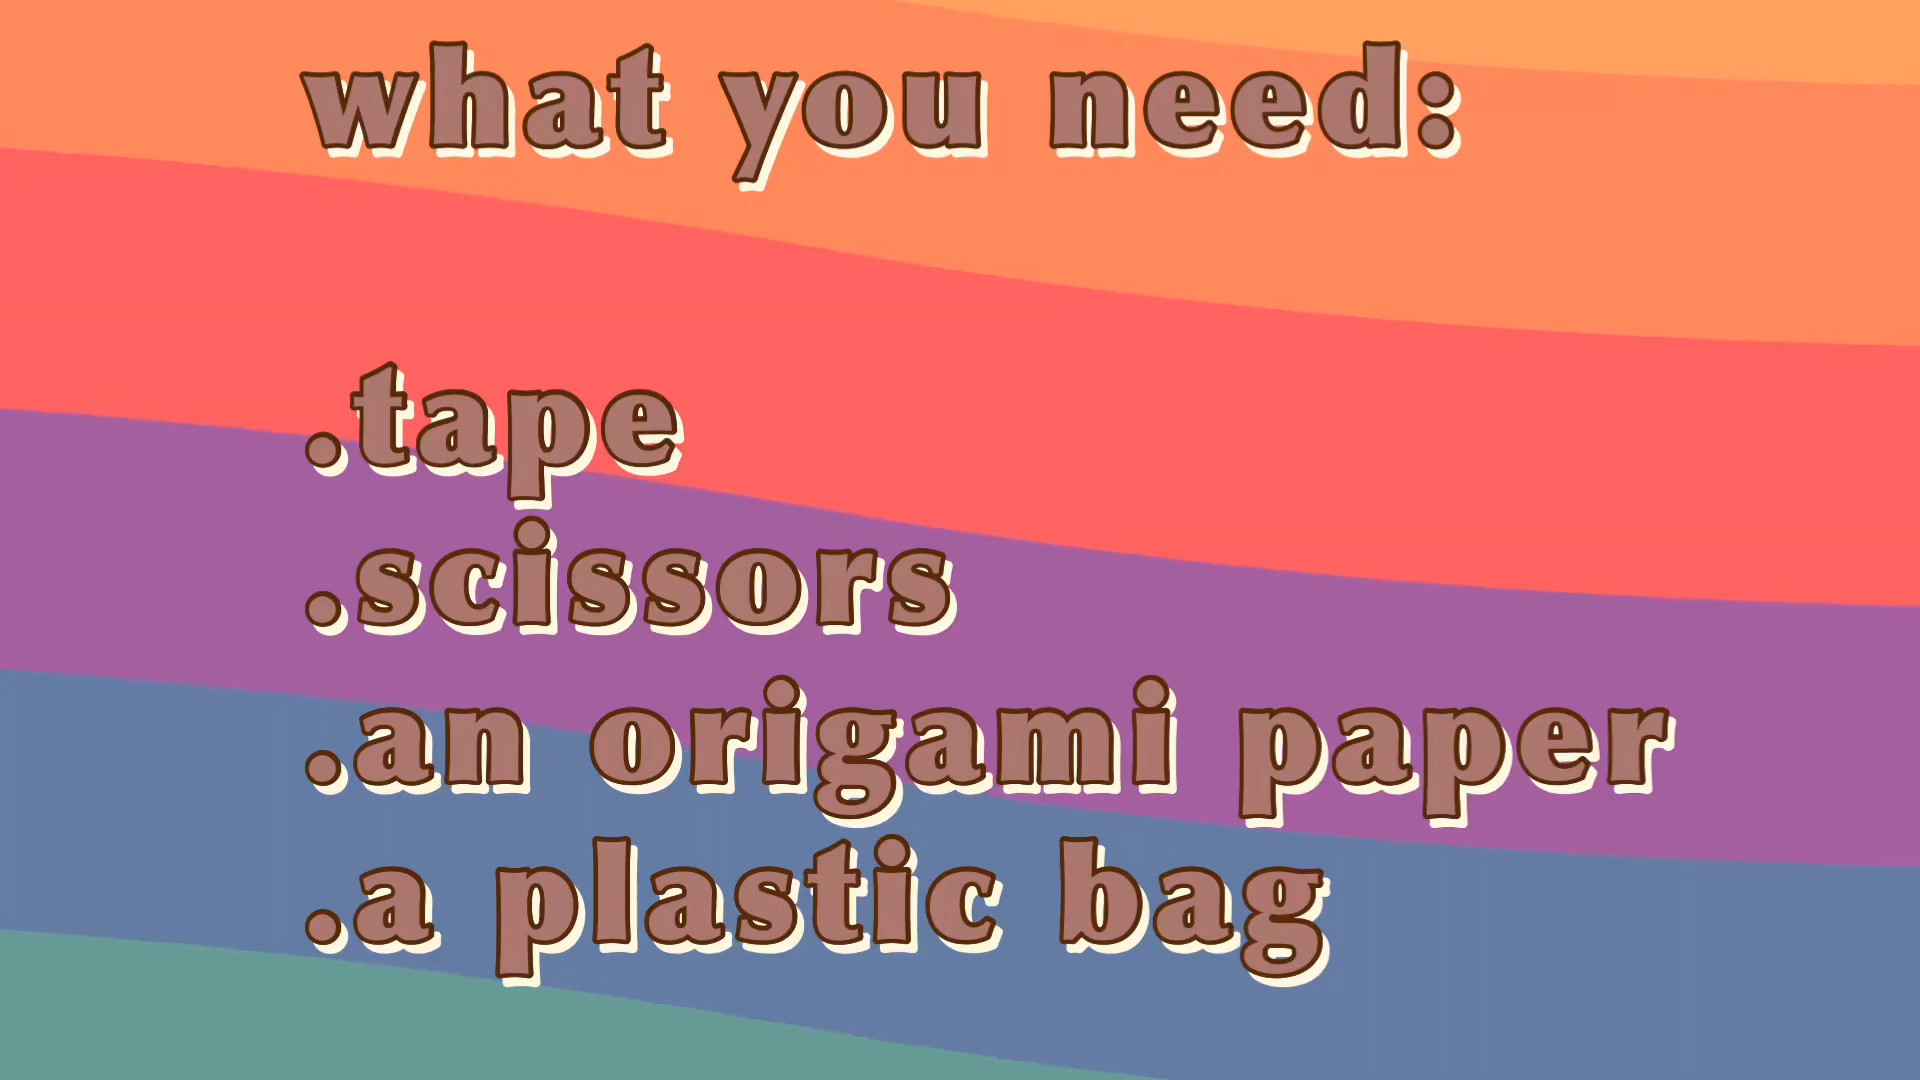 what you need:
.tape
.scissors
.an origami paper
.a plastic bag